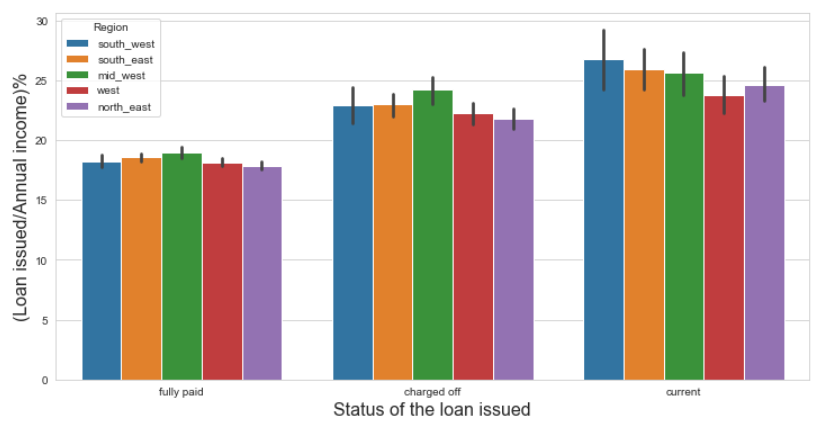 30
25
20
15
10
5
0
(Loan issued/Annual income)%
Region
south_west
south_east
mid_west
west
north_east
fully paid
charged off
current
Status of the loan issued